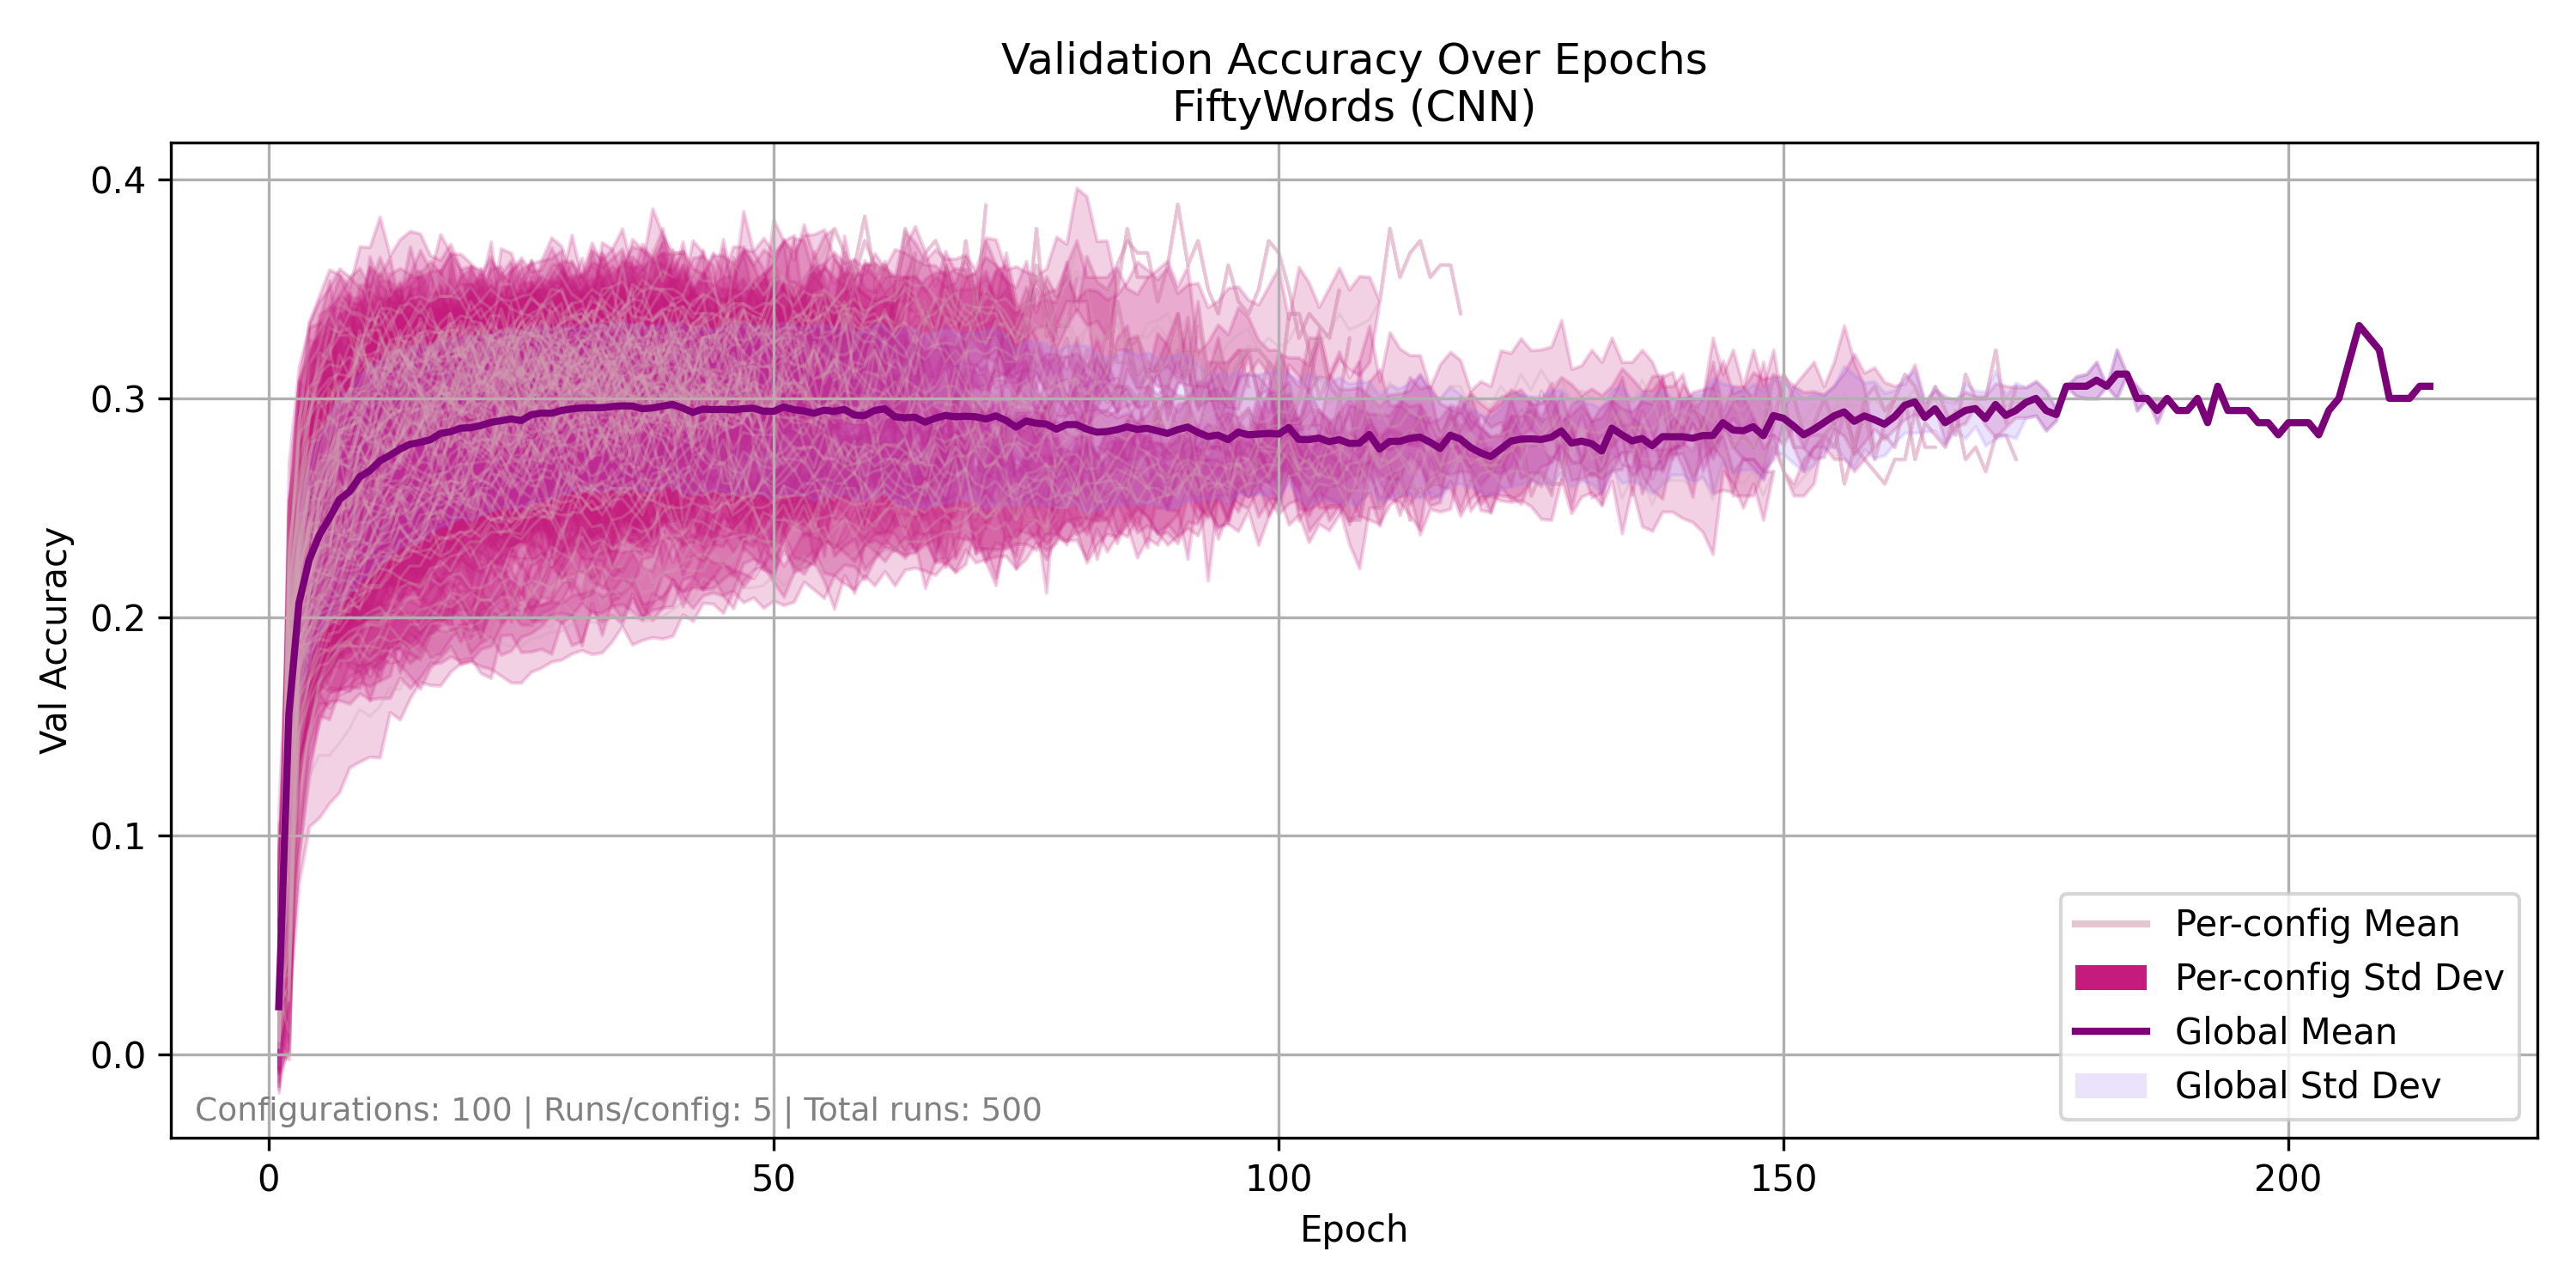 Validation Accuracy Over Epochs
FiftyWords (CNN)
Val Accuracy
0.4
0.3
0.2
0.1
0.0
Per-config Mean
Per-config Std Dev
Global Mean
Global Std Dev
Configurations: 100 | Runs/config: 5 | Total runs: 500
0 50 100 150 200
Epoch